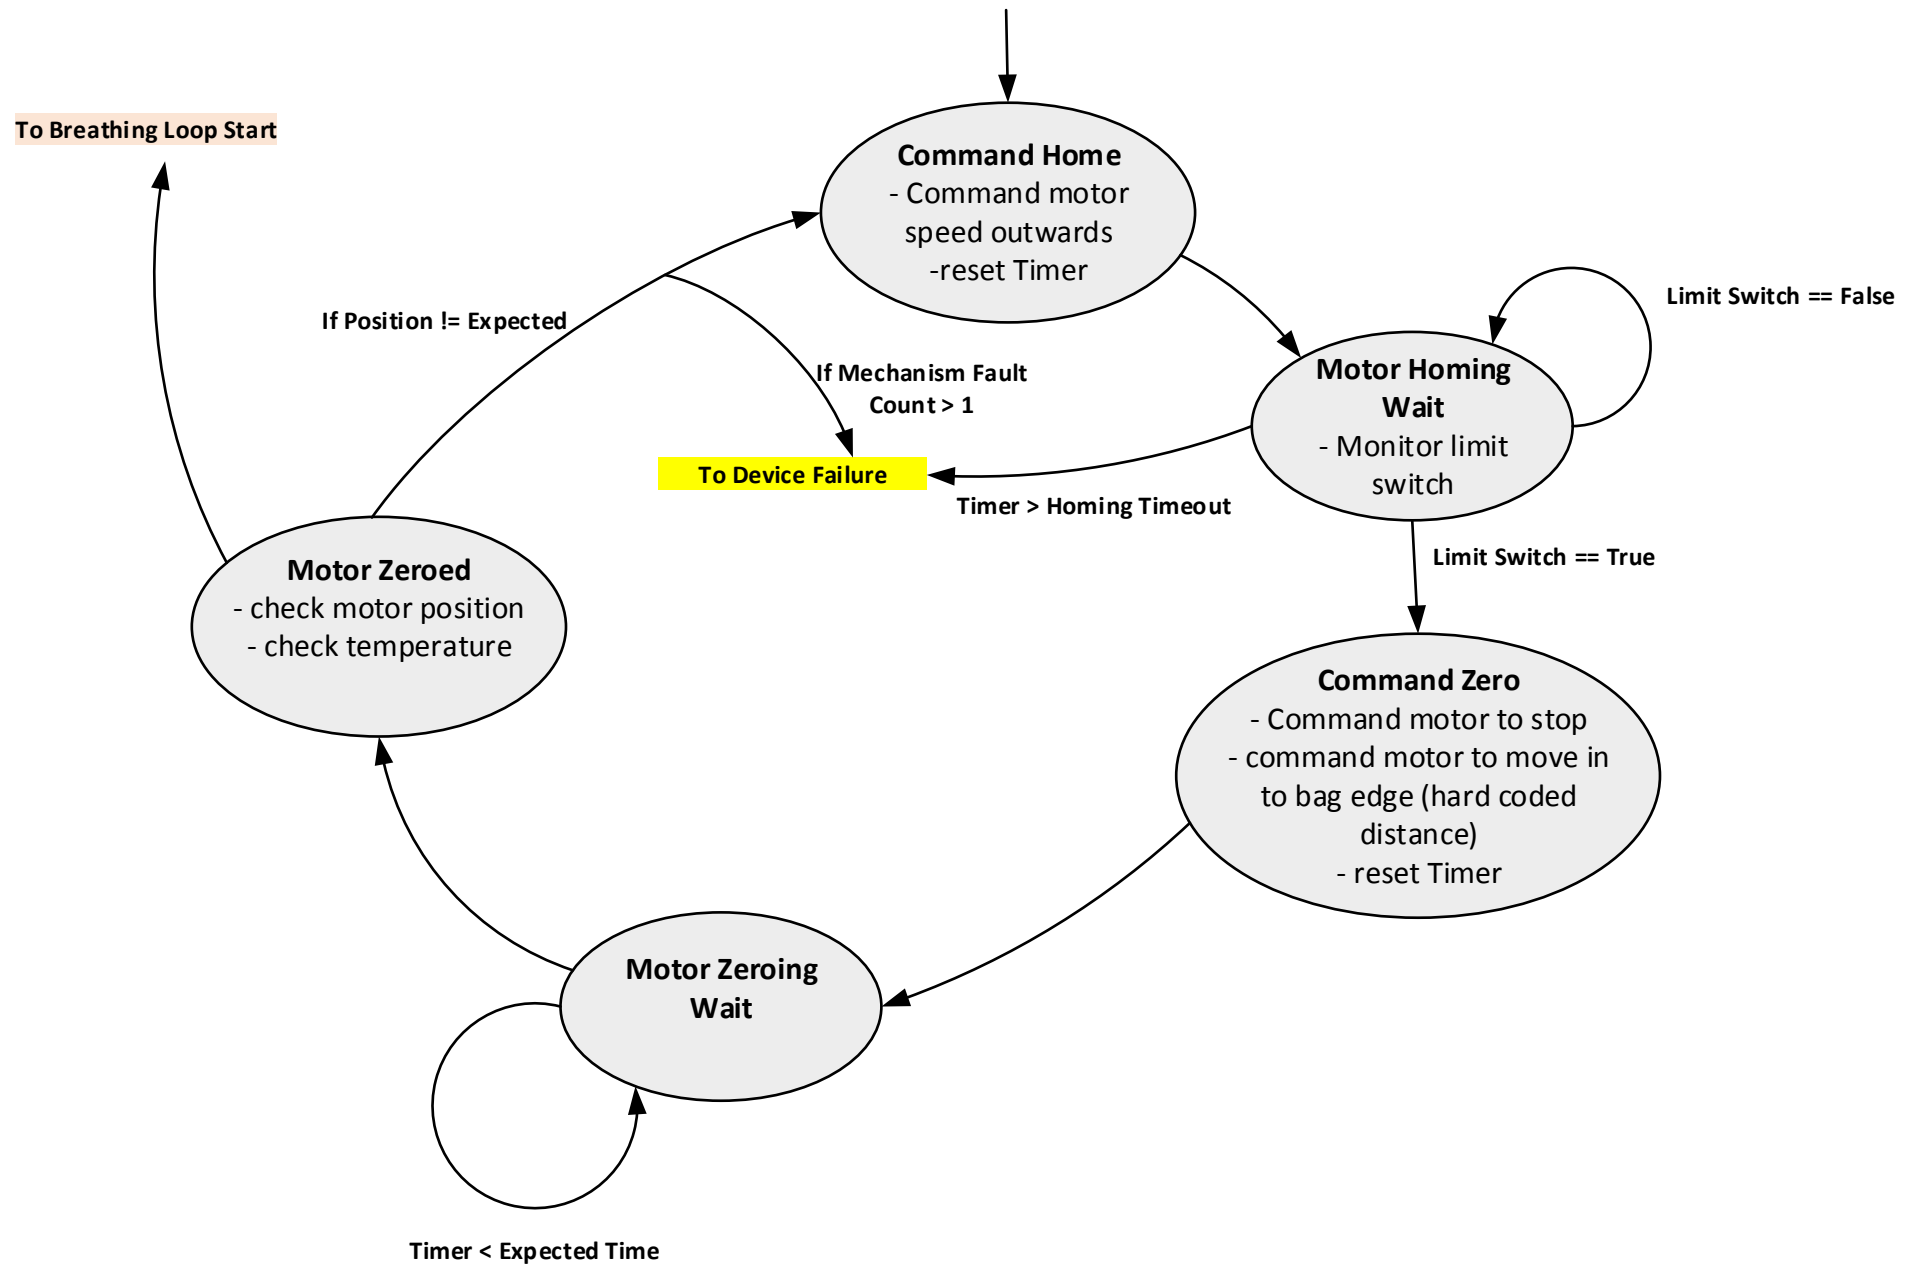 To Breathing Loop Start
Command Home
- Command motor
speed outwards
-reset Timer
If Position != Expected
Limit Switch == False
If Mechanism Fault
Count > 1
Motor Homing
Wait
- Monitor limit
switch
To Device Failure
Timer > Homing Timeout
Limit Switch == True
Motor Zeroed
- check motor position
- check temperature
Command Zero
- Command motor to stop
- command motor to move in
to bag edge (hard coded
distance)
- reset Timer
Motor Zeroing
Wait
Timer < Expected Time